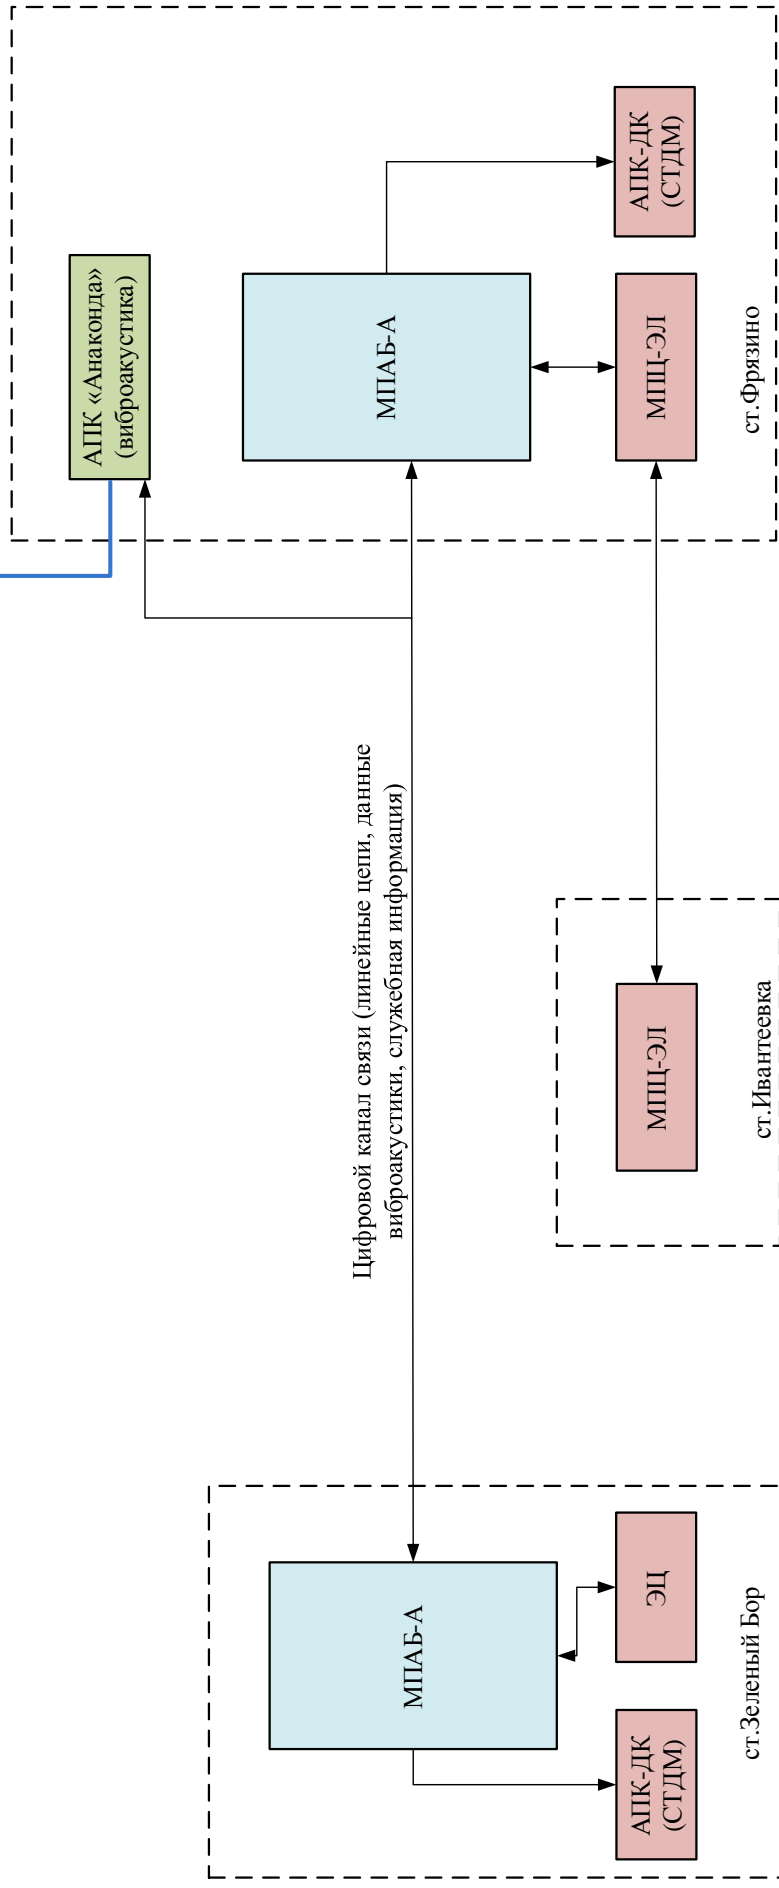 АПК «Анаконда»
(виброакустика)
МПАБ-А
АПК-ДК
(СТДМ)
МПЦ-ЭЛ
ст.Фрязино
Цифровой канал связи (линейные цепи, данные
виброакустики, служебная информация)
МПЦ-ЭЛ
ст.Ивантеевка
МПАБ-А
ЭЦ
АПК-ДК
(СТДМ)
ст.Зеленый Бор